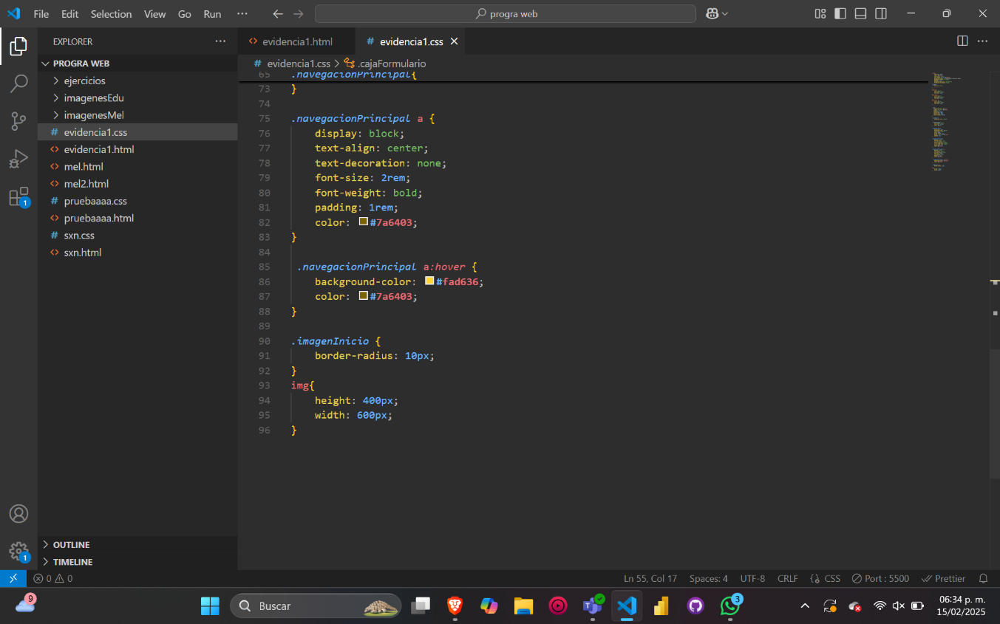 File Edit Selection View Go Run ··· progra web
EXPLORER ···
evidencia1.html
# evidencia1.css
PROGRA WEB
# evidencia1.css > .cajaFormulario
ejercicios
imagenesEdu
imagenesMel
# evidencia1.css
<> evidencia1.html
<> mel.html
<> mel2.html
# pruebaaaa.css
<> pruebaaaa.html
# sxn.css
<> sxn.html
OUTLINE
TIMELINE
65 .navegacionPrincipal{
73 }
74
75 .navegacionPrincipal a {
76 display: block;
77 text-align: center;
78 text-decoration: none;
79 font-size: 2rem;
80 font-weight: bold;
81 padding: 1rem;
82 color: #7a6403;
83 }
84
85 .navegacionPrincipal a:hover {
86 background-color: #fad636;
87 color: #7a6403;
88 }
89
90 .imagenInicio {
91 border-radius: 10px;
92 }
93 img{
94 height: 400px;
95 width: 600px;
96 }
1
1
0 0 Ln 55, Col 17 Spaces: 4 UTF-8 CRLF {} CSS Port : 5500 Prettier
9
Buscar
3
06:34 p. m.
15/02/2025